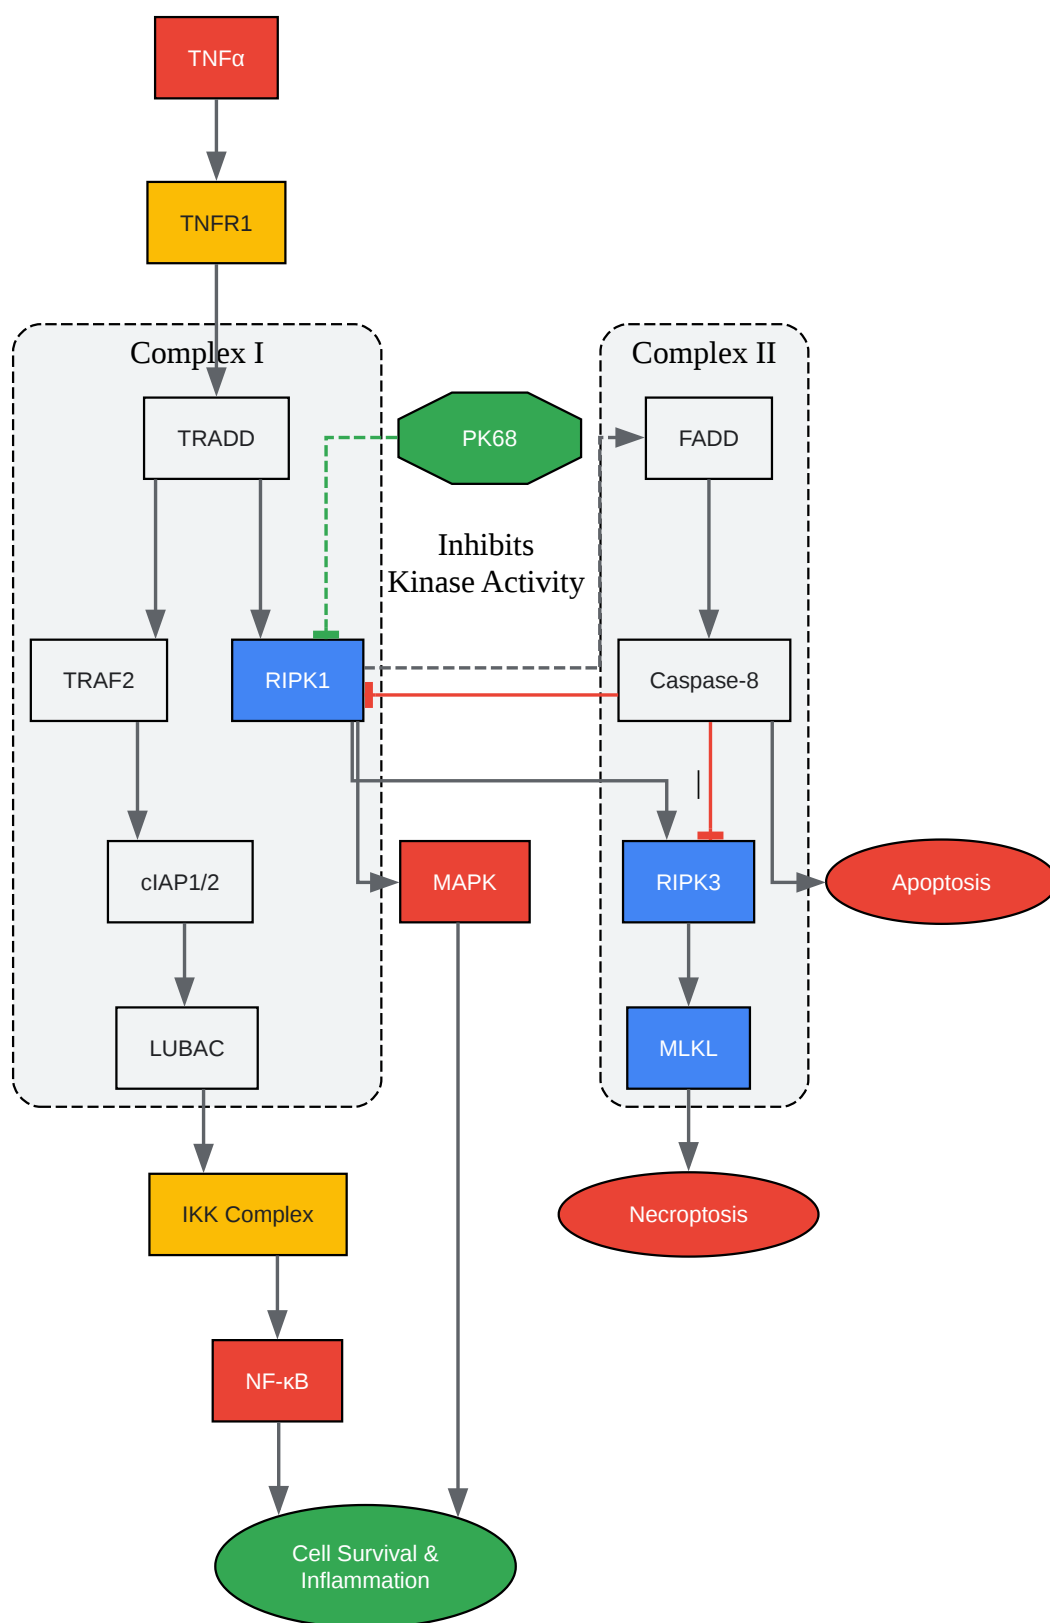 TNFα
TNFR1
Complex I
Complex II
TRADD
PK68
FADD
Inhibits
Kinase Activity
TRAF2
RIPK1
Caspase-8
|
cIAP1/2
MAPK
RIPK3
Apoptosis
LUBAC
MLKL
IKK Complex
Necroptosis
NF-κB
Cell Survival &
Inflammation